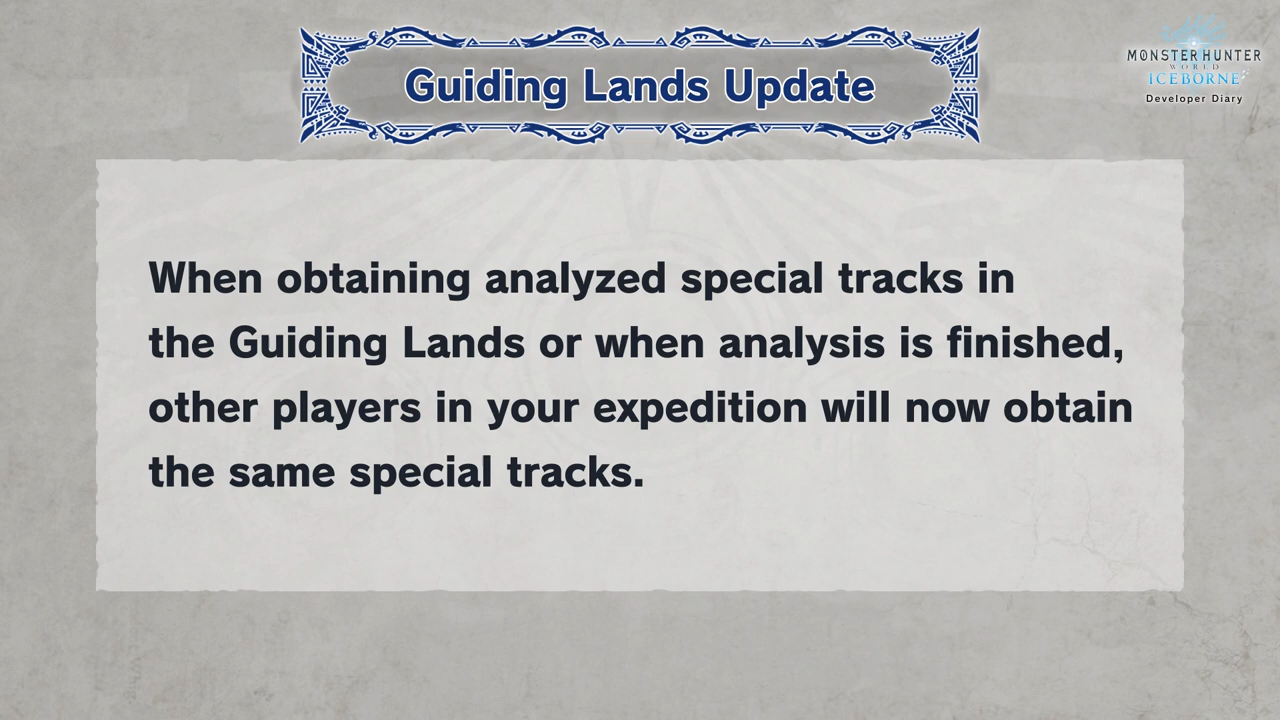 Guiding Lands Update
MONSTER HUNTER
WORLD
ICEBORNE
Developer Diary
When obtaining analyzed special tracks in
the Guiding Lands or when analysis is finished,
other players in your expedition will now obtain
the same special tracks.